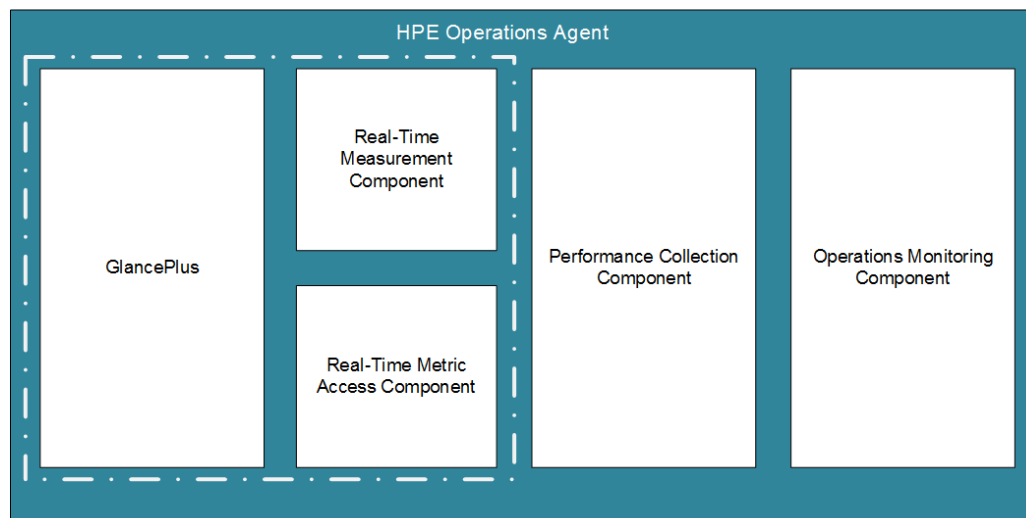 HPE Operations Agent
GlancePlus
Real-Time
Measurement
Component
Real-Time Metric
Access Component
Performance Collection
Component
Operations Monitoring
Component